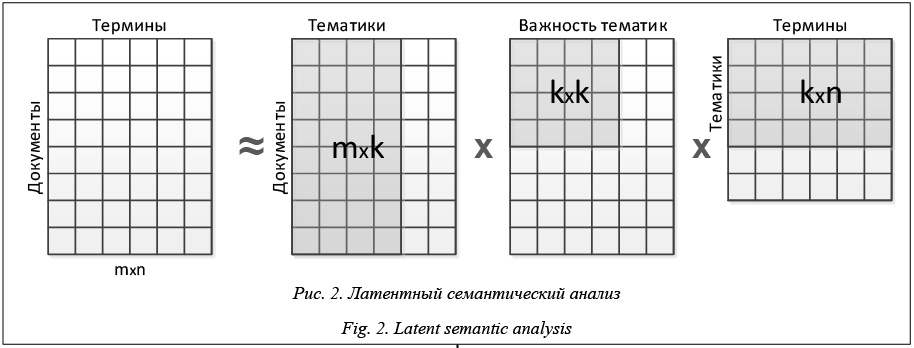 Термины
Тематики
Важность тематик
Термины
Документы
≈
Документы
mxk
x
kxk
x
Тематики
kxn
mxn
Рис. 2. Латентный семантический анализ
Fig. 2. Latent semantic analysis